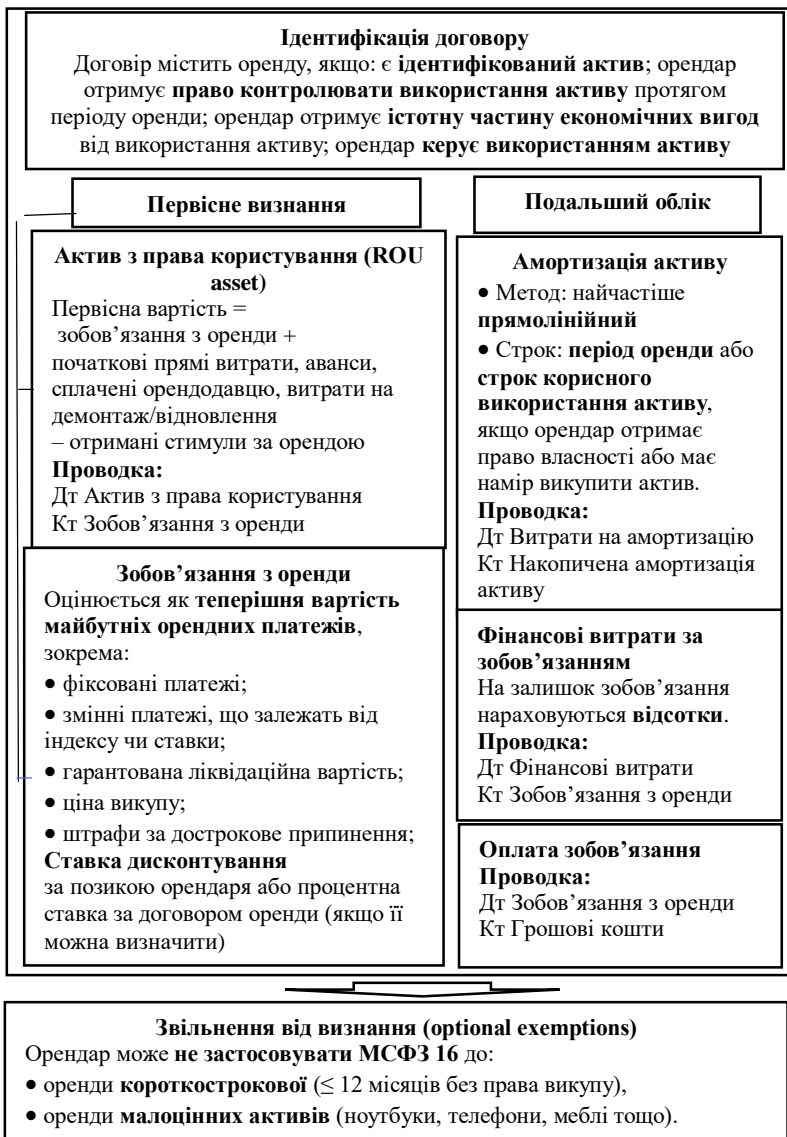 Ідентифікація договору
Договір містить оренду, якщо: є ідентифікований актив; орендар
отримує право контролювати використання активу протягом
періоду оренди; орендар отримує істотну частину економічних вигод
від використання активу; орендар керує використанням активу
Первісне визнання
Актив з права користування (ROU
asset)
Первісна вартість =
зобов’язання з оренди +
початкові прямі витрати, аванси,
сплачені орендодавцю, витрати на
демонтаж/відновлення
– отримані стимули за орендою
Проводка:
Дт Актив з права користування
Кт Зобов’язання з оренди
Зобов’язання з оренди
Оцінюється як теперішня вартість
майбутніх орендних платежів,
зокрема:
• фіксовані платежі;
• змінні платежі, що залежать від
індексу чи ставки;
• гарантована ліквідаційна вартість;
• ціна викупу;
• штрафи за дострокове припинення;
Ставка дисконтування
за позикою орендаря або процентна
ставка за договором оренди (якщо її
можна визначити)
Подальший облік
Амортизація активу
• Метод: найчастіше
прямолінійний
• Строк: період оренди або
строк корисного
використання активу,
якщо орендар отримає
право власності або має
намір викупити актив.
Проводка:
Дт Витрати на амортизацію
Кт Накопичена амортизація
активу
Фінансові витрати за
зобов’язанням
На залишок зобов’язання
нараховуються відсотки.
Проводка:
Дт Фінансові витрати
Кт Зобов’язання з оренди
Оплата зобов’язання
Проводка:
Дт Зобов’язання з оренди
Кт Грошові кошти
Звільнення від визнання (optional exemptions)
Орендар може не застосовувати МСФЗ 16 до:
• оренди короткострокової (≤ 12 місяців без права викупу),
• оренди малоцінних активів (ноутбуки, телефони, меблі тощо).